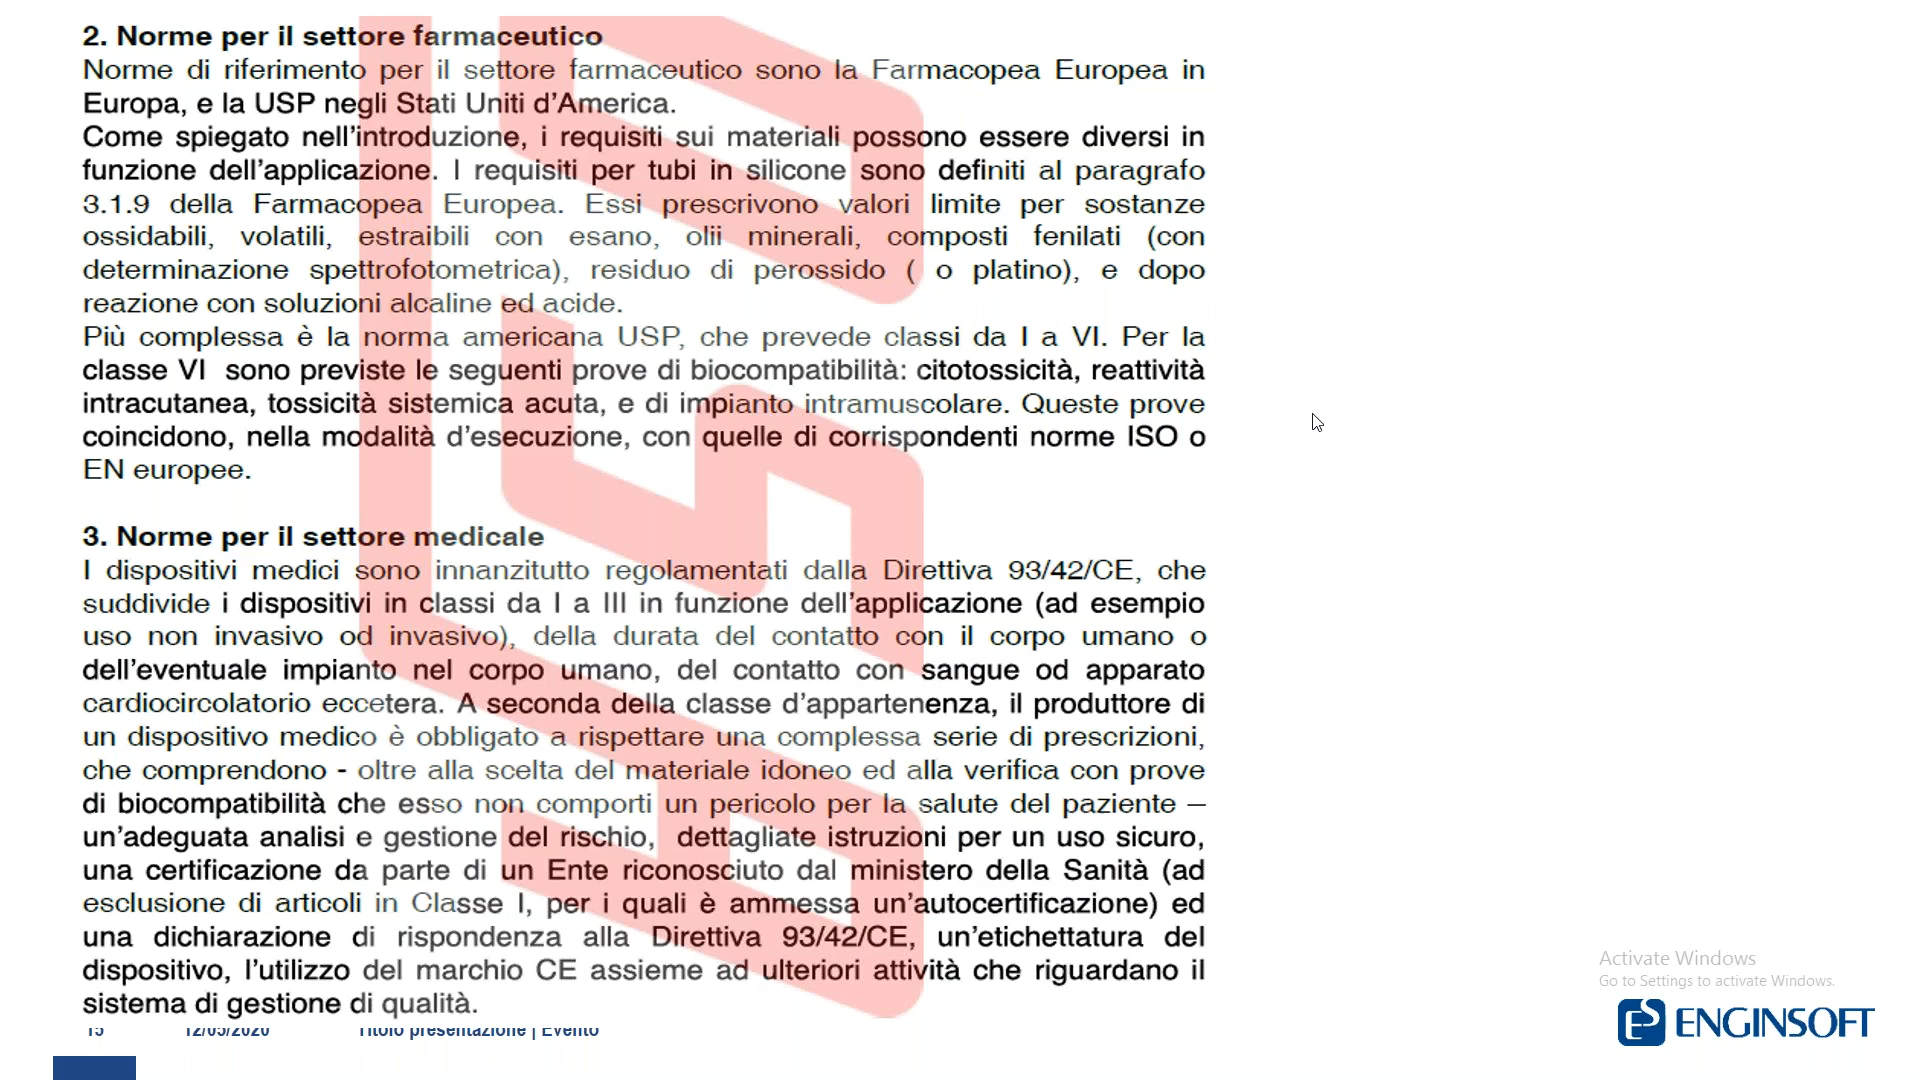 2. Norme per il settore farmaceutico
Norme di riferimento per il settore farmaceutico sono la Farmacopea Europea in
Europa, e la USP negli Stati Uniti d’America.
Come spiegato nell’introduzione, i requisiti sui materiali possono essere diversi in
funzione dell’applicazione. I requisiti per tubi in silicone sono definiti al paragrafo
3.1.9 della Farmacopea Europea. Essi prescrivono valori limite per sostanze
ossidabili, volatili, estraibili con esano, olii minerali, composti fenilati (con
determinazione spettrofotometrica), residuo di perossido ( o platino), e dopo
reazione con soluzioni alcaline ed acide.
Più complessa è la norma americana USP, che prevede classi da I a VI. Per la
classe VI sono previste le seguenti prove di biocompatibilità: citotossicità, reattività
intracutanea, tossicità sistemica acuta, e di impianto intramuscolare. Queste prove
coincidono, nella modalità d’esecuzione, con quelle di corrispondenti norme ISO o
EN europee.
3. Norme per il settore medicale
I dispositivi medici sono innanzitutto regolamentati dalla Direttiva 93/42/CE, che
suddivide i dispositivi in classi da I a III in funzione dell’applicazione (ad esempio
uso non invasivo od invasivo), della durata del contatto con il corpo umano o
dell’eventuale impianto nel corpo umano, del contatto con sangue od apparato
cardiocircolatorio eccetera. A seconda della classe d’appartenenza, il produttore di
un dispositivo medico è obbligato a rispettare una complessa serie di prescrizioni,
che comprendono - oltre alla scelta del materiale idoneo ed alla verifica con prove
di biocompatibilità che esso non comporti un pericolo per la salute del paziente –
un’adeguata analisi e gestione del rischio, dettagliate istruzioni per un uso sicuro,
una certificazione da parte di un Ente riconosciuto dal ministero della Sanità (ad
esclusione di articoli in Classe I, per i quali è ammessa un’autocertificazione) ed
una dichiarazione di rispondenza alla Direttiva 93/42/CE, un’etichettatura del
dispositivo, l’utilizzo del marchio CE assieme ad ulteriori attività che riguardano il
sistema di gestione di qualità.
15 12/05/2020 Titolo presentazione | Evento
Activate Windows
Go to Settings to activate Windows.
ENGINSOFT